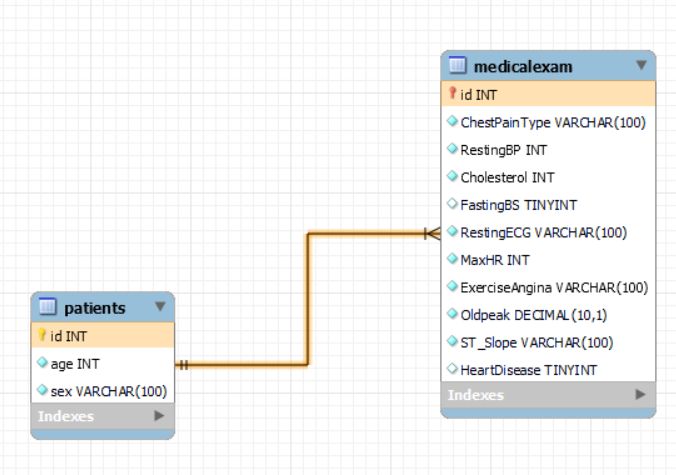 medicalexam
id INT
ChestPainType VARCHAR(100)
RestingBP INT
Cholesterol INT
FastingBS TINYINT
RestingECG VARCHAR(100)
MaxHR INT
ExerciseAngina VARCHAR(100)
Oldpeak DECIMAL(10,1)
ST_Slope VARCHAR(100)
HeartDisease TINYINT
Indexes
patients
id INT
age INT
sex VARCHAR(100)
Indexes